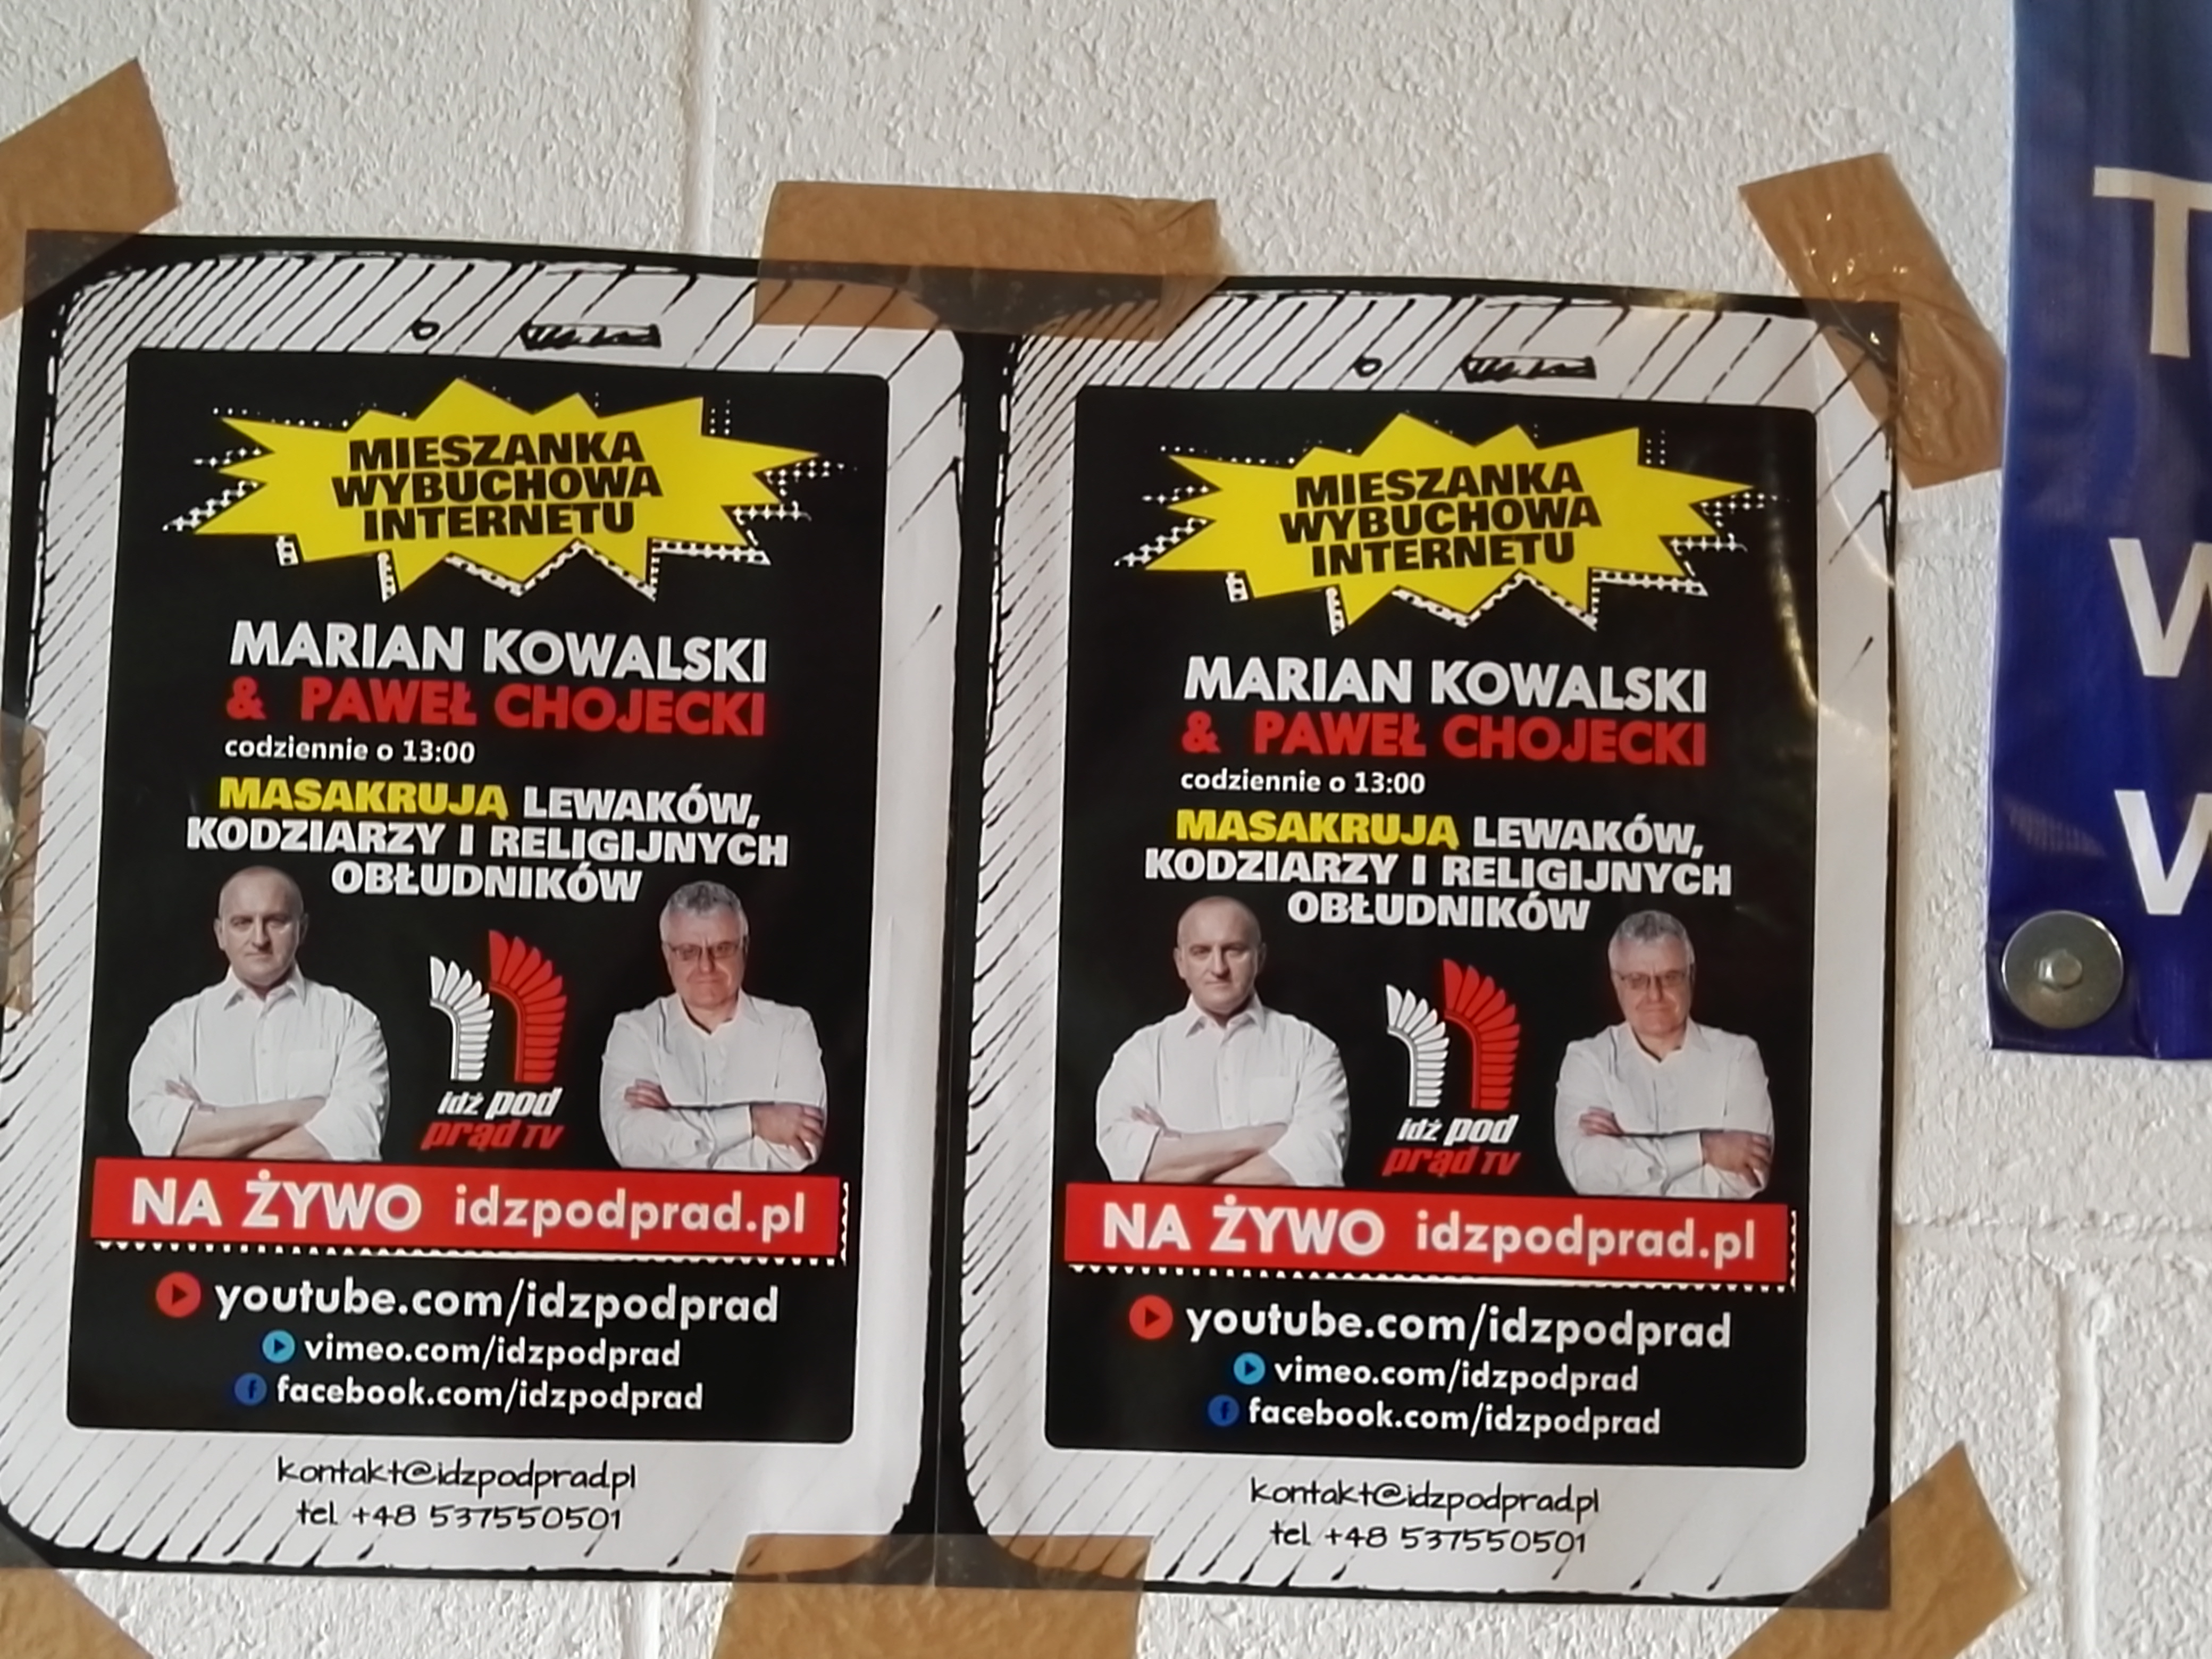 MIESZANKA
WYBUCHOWA
INTERNETU
MARIAN KOWALSKI
& PAWEŁ CHOJECKI
codziennie o 13:00
MASAKRUJĄ LEWAKÓW,
KODZIARZY I RELIGIJNYCH
OBŁUDNIKÓW
idź pod
prąd TV
NA ŻYWO idzpodprad.pl
youtube.com/idzpodprad
vimeo.com/idzpodprad
facebook.com/idzpodprad
kontakt@idzpodprad.pl
tel. +48 537550501
MIESZANKA
WYBUCHOWA
INTERNETU
MARIAN KOWALSKI
& PAWEŁ CHOJECKI
codziennie o 13:00
MASAKRUJĄ LEWAKÓW,
KODZIARZY I RELIGIJNYCH
OBŁUDNIKÓW
idź pod
prąd TV
NA ŻYWO idzpodprad.pl
youtube.com/idzpodprad
vimeo.com/idzpodprad
facebook.com/idzpodprad
kontakt@idzpodprad.pl
tel. +48 537550501